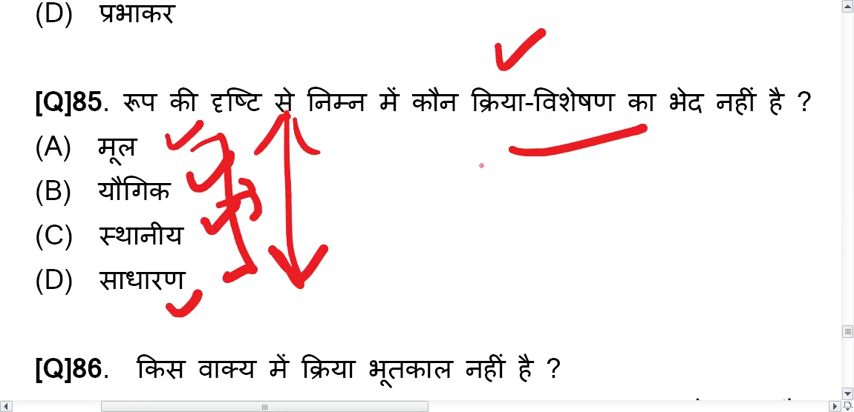 (D) प्रभाकर
[Q]85. रूप की दृष्टि से निम्न में कौन क्रिया-विशेषण का भेद नहीं है ?
(A) मूल
(B) यौगिक
(C) स्थानीय
(D) साधारण
[Q]86. किस वाक्य में क्रिया भूतकाल नहीं है ?